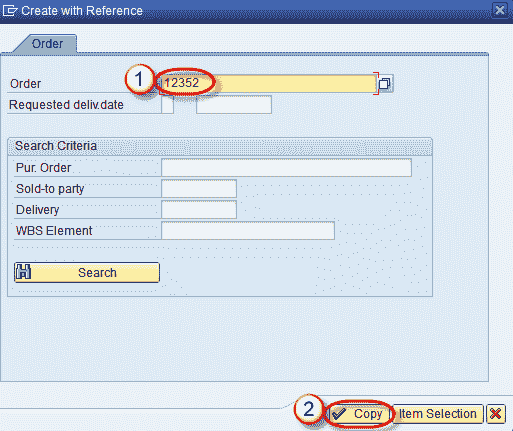 Create with Reference
Order
1
Order 12352
Requested deliv.date
Search Criteria
Pur. Order
Sold-to party
Delivery
WBS Element
Search
2 Copy Item Selection